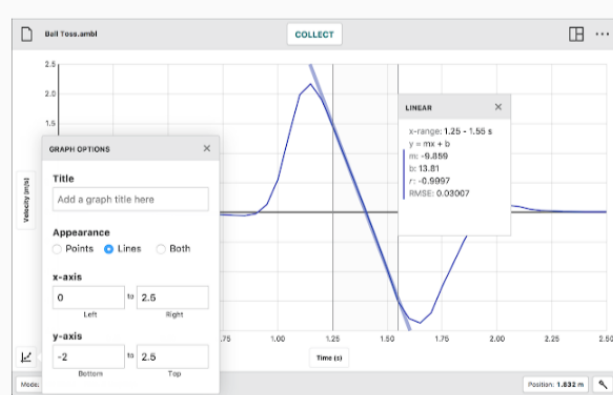 Ball Toss.ambl
COLLECT
2.5
2.0
1.5
Velocity (m/s)
LINEAR
x-range: 1.25 - 1.55 s
y = mx + b
m: -9.859
b: 13.81
r: -0.9997
RMSE: 0.03007
GRAPH OPTIONS
Title
Add a graph title here
Appearance
Points Lines Both
x-axis
0 to 2.5
Left Right
y-axis
-2 to 2.5
Bottom Top
.75 1.00 1.25 1.50 1.75 2.00 2.25 2.50
Time (s)
Mode:
Position: 1.832 m